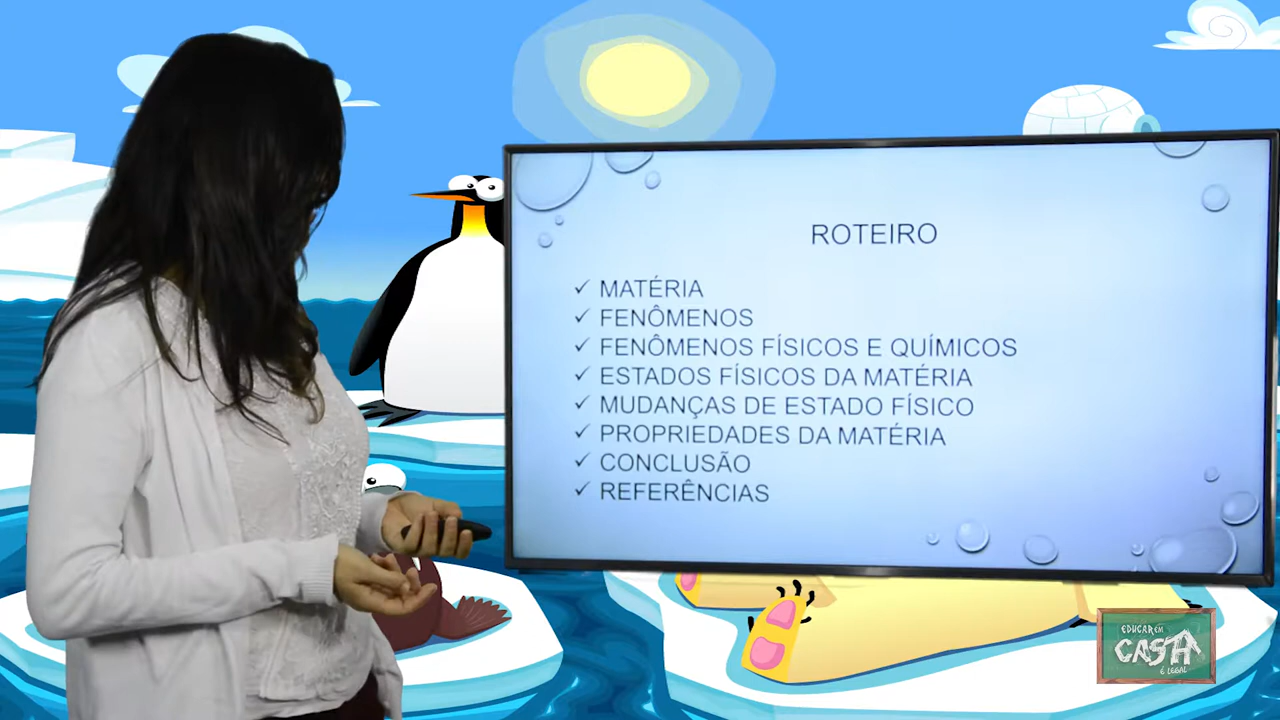 ROTEIRO
MATÉRIA
FENÔMENOS
FENÔMENOS FÍSICOS E QUÍMICOS
ESTADOS FÍSICOS DA MATÉRIA
MUDANÇAS DE ESTADO FÍSICO
PROPRIEDADES DA MATÉRIA
CONCLUSÃO
REFERÊNCIAS
EDUCAR EM
CASA
É LEGAL